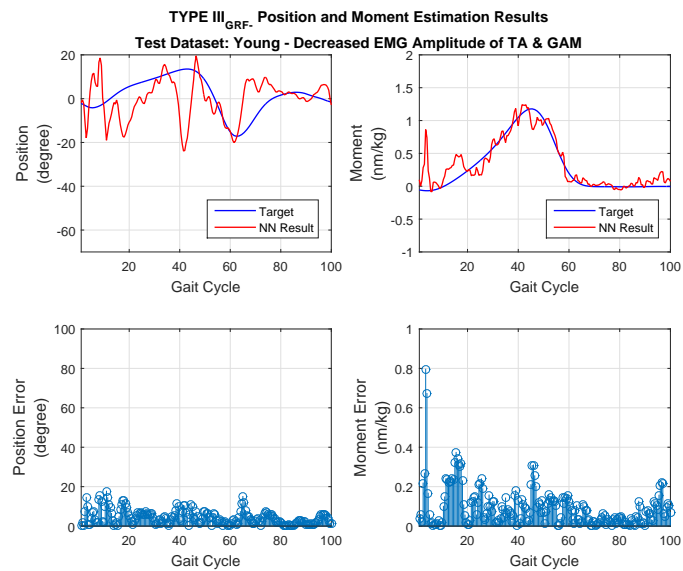 TYPE III GRF- Position and Moment Estimation Results
Test Dataset: Young - Decreased EMG Amplitude of TA & GAM
Position
(degree)
20
0
-20
-40
-60
20
40
60
80
100
Gait Cycle
Target
NN Result
Moment
(nm/kg)
2
1.5
1
0.5
0
-0.5
-1
20
40
60
80
100
Gait Cycle
Target
NN Result
Position Error
(degree)
100
80
60
40
20
0
0
20
40
60
80
100
Gait Cycle
Moment Error
(nm/kg)
1
0.8
0.6
0.4
0.2
0
20
40
60
80
100
Gait Cycle